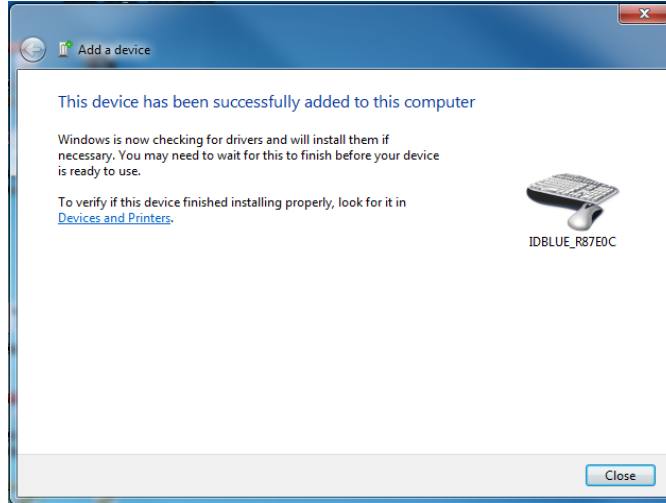 Add a device
This device has been successfully added to this computer
Windows is now checking for drivers and will install them if
necessary. You may need to wait for this to finish before your device
is ready to use.
To verify if this device finished installing properly, look for it in
Devices and Printers.
IDBLUE_R87E0C
Close